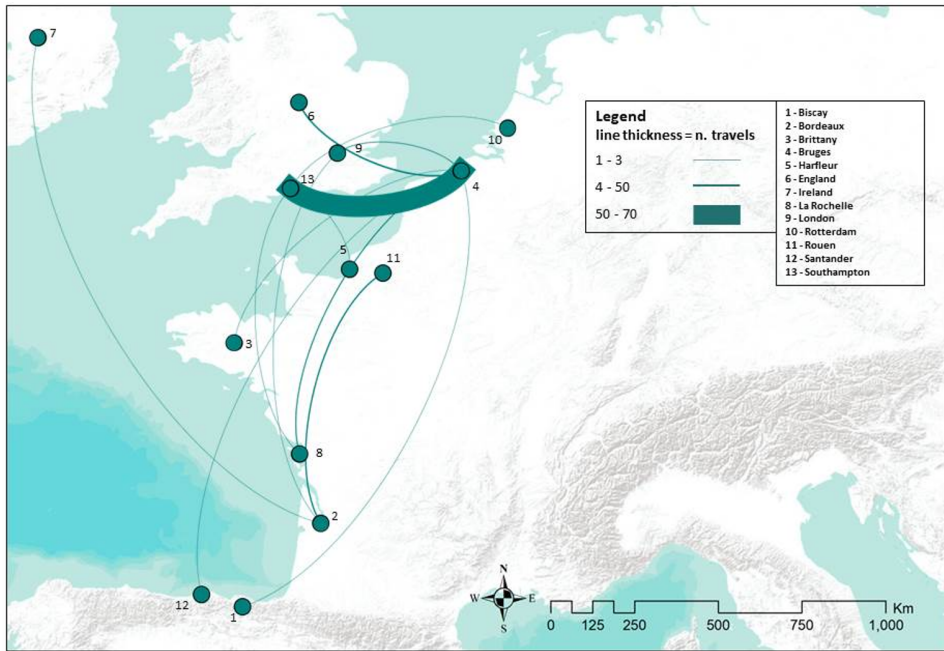 7
6
10
9
13
4
5
11
3
8
2
12
1
Legend
line thickness = n. travels
1 - 3
4 - 50
50 - 70
1 - Biscay
2 - Bordeaux
3 - Brittany
4 - Bruges
5 - Harfleur
6 - England
7 - Ireland
8 - La Rochelle
9 - London
10 - Rotterdam
11 - Rouen
12 - Santander
13 - Southampton
N
W E
S
0 125 250 500 750 1,000 Km